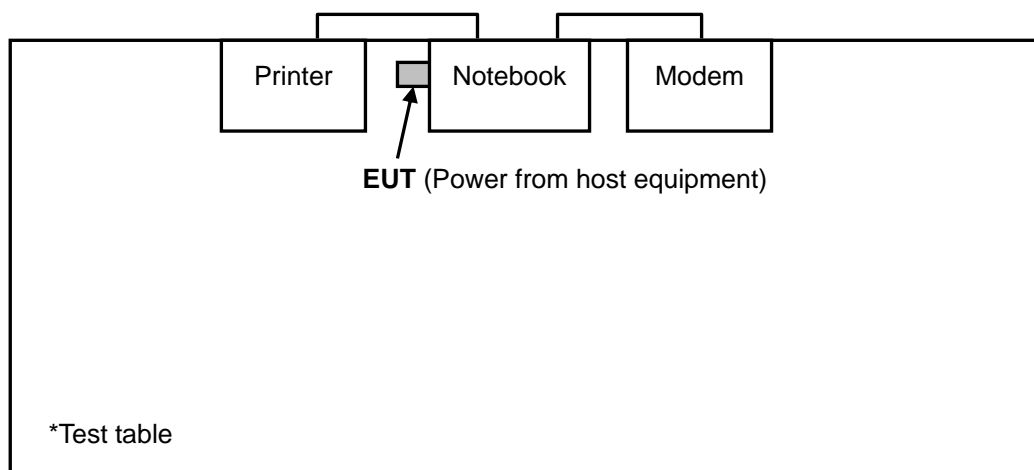 Printer
Notebook
Modem
EUT (Power from host equipment)
*Test table